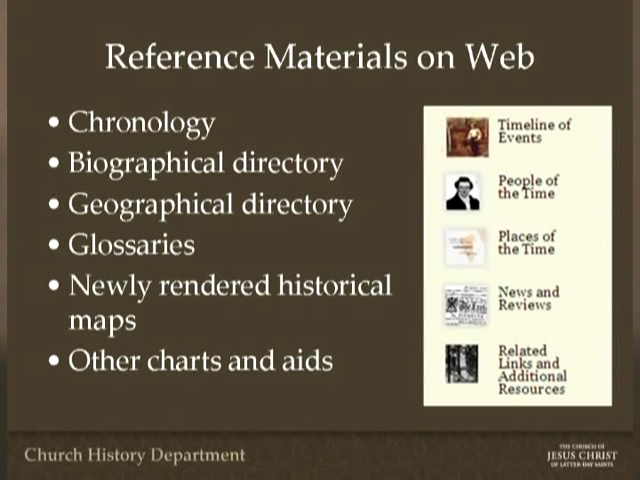 Reference Materials on Web
• Chronology
• Biographical directory
• Geographical directory
• Glossaries
• Newly rendered historical
maps
• Other charts and aids
Timeline of
Events
People of
the Time
Places of
the Time
News and
Reviews
Related
Links and
Additional
Resources
Church History Department
THE CHURCH OF
JESUS CHRIST
OF LATTER-DAY SAINTS